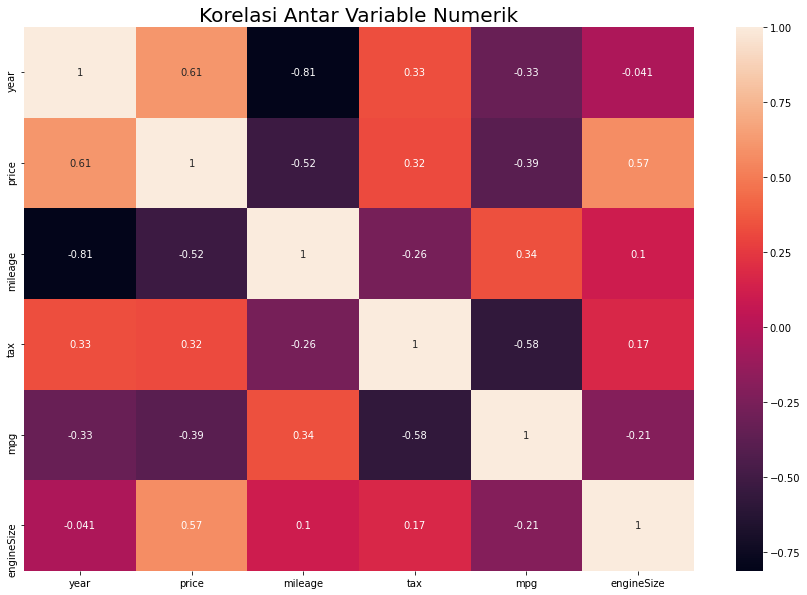 Korelasi Antar Variable Numerik
year 1 0.61 -0.81 0.33 -0.33 -0.041
price 0.61 1 -0.52 0.32 -0.39 0.57
mileage -0.81 -0.52 1 -0.26 0.34 0.1
tax 0.33 0.32 -0.26 1 -0.58 0.17
mpg -0.33 -0.39 0.34 -0.58 1 -0.21
engineSize -0.041 0.57 0.1 0.17 -0.21 1
year price mileage tax mpg engineSize
1.00
0.75
0.50
0.25
0.00
−0.25
−0.50
−0.75